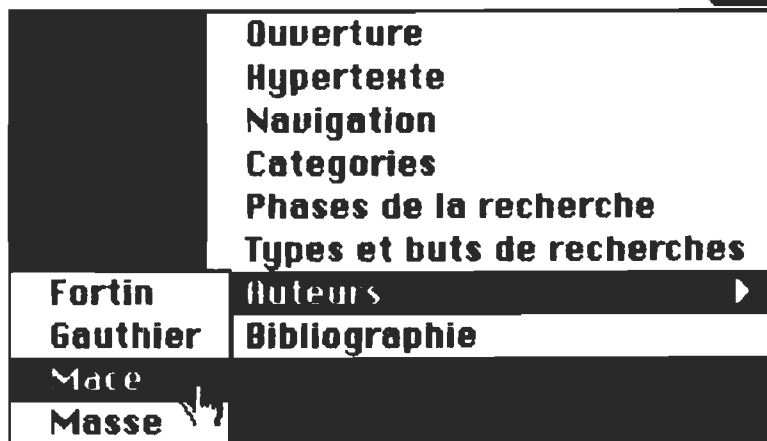 Ouverture
Hypertexte
Navigation
Categories
Phases de la recherche
Types et buts de recherches
Auteurs
Bibliographie
Fortin
Gauthier
Mace
Masse